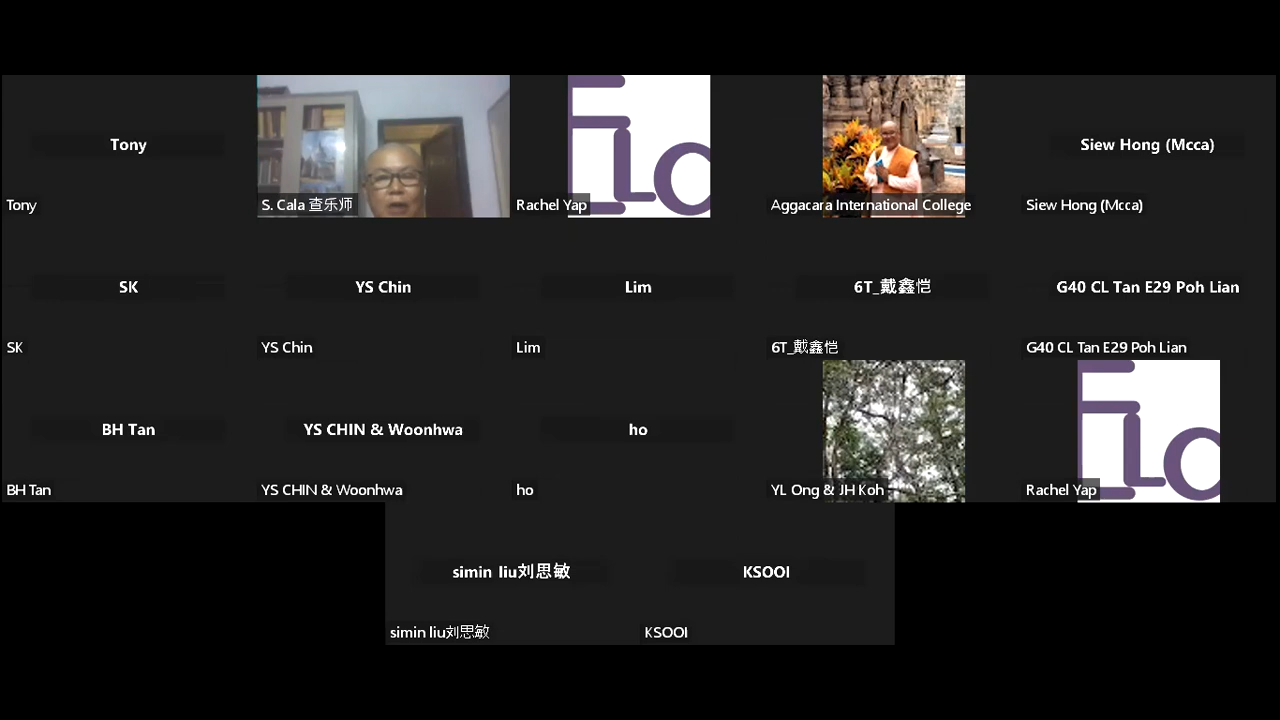 Tony
Siew Hong (Mcca)
Tony
S. Cala 查乐师
Rachel Yap
Aggacara International College
Siew Hong (Mcca)
SK
YS Chin
Lim
6T_戴鑫恺
G40 CL Tan E29 Poh Lian
SK
YS Chin
Lim
6T_戴鑫恺
G40 CL Tan E29 Poh Lian
BH Tan
YS CHIN & Woonhwa
ho
BH Tan
YS CHIN & Woonhwa
ho
YL Ong & JH Koh
Rachel Yap
simin liu刘思敏
KSOOI
simin liu刘思敏
KSOOI